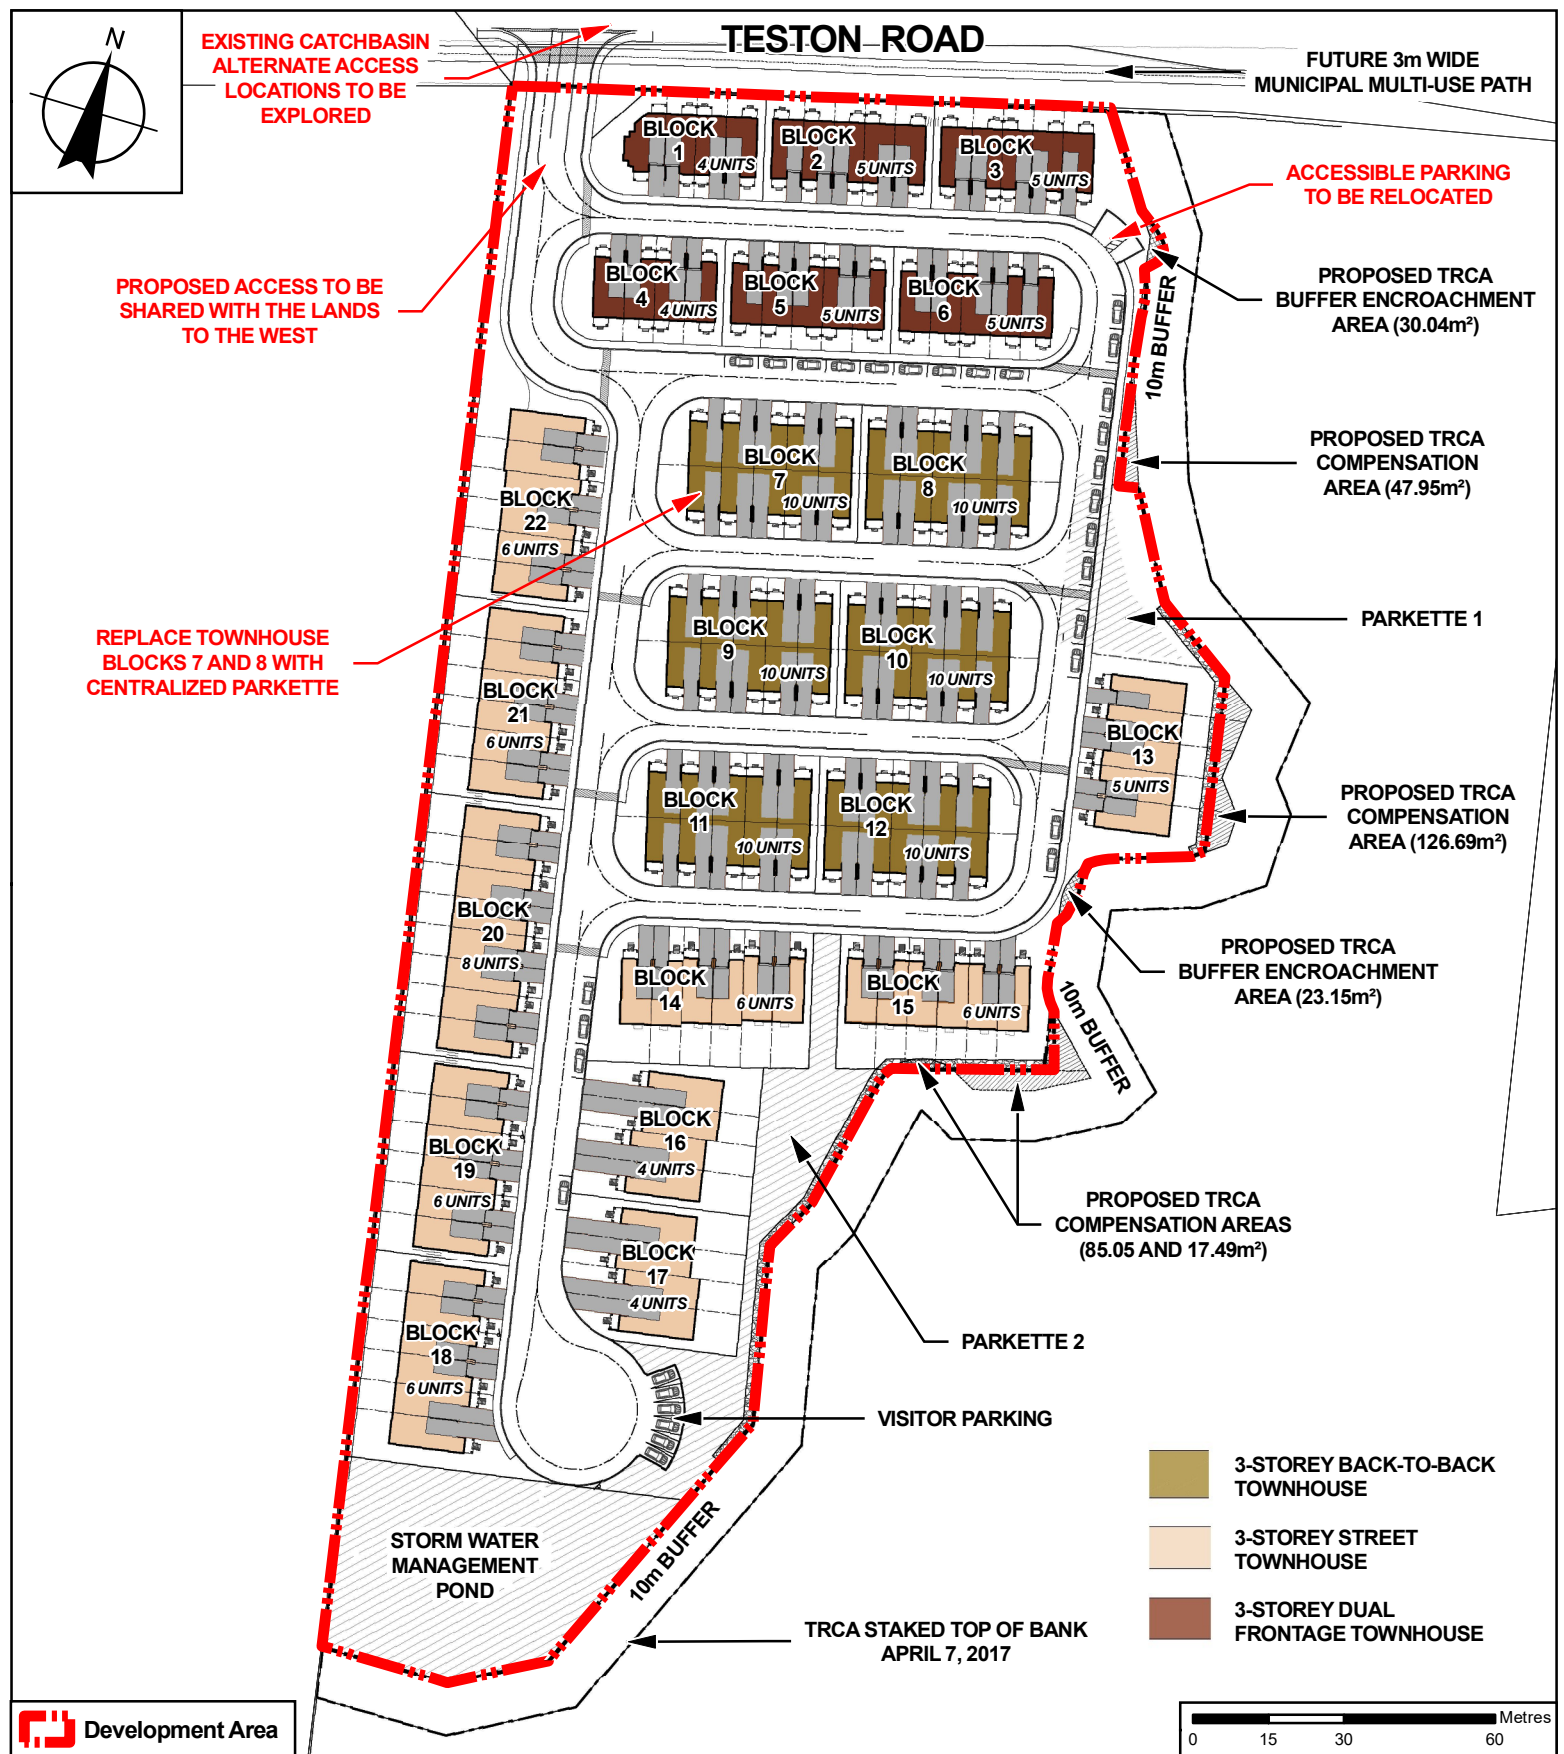 N
EXISTING CATCHBASIN
ALTERNATE ACCESS
LOCATIONS TO BE
EXPLORED
TESTON ROAD
FUTURE 3m WIDE
MUNICIPAL MULTI-USE PATH
BLOCK
1
4 UNITS
BLOCK
2
5 UNITS
BLOCK
3
5 UNITS
ACCESSIBLE PARKING
TO BE RELOCATED
PROPOSED ACCESS TO BE
SHARED WITH THE LANDS
TO THE WEST
BLOCK
4
4 UNITS
BLOCK
5
5 UNITS
BLOCK
6
5 UNITS
PROPOSED TRCA
BUFFER ENCROACHMENT
AREA (30.04m²)
10m BUFFER
BLOCK
7
10 UNITS
BLOCK
8
10 UNITS
PROPOSED TRCA
COMPENSATION
AREA (47.95m²)
BLOCK
22
6 UNITS
REPLACE TOWNHOUSE
BLOCKS 7 AND 8 WITH
CENTRALIZED PARKETTE
BLOCK
9
10 UNITS
BLOCK
10
10 UNITS
PARKETTE 1
BLOCK
21
6 UNITS
BLOCK
13
5 UNITS
BLOCK
11
10 UNITS
BLOCK
12
10 UNITS
PROPOSED TRCA
COMPENSATION
AREA (126.69m²)
BLOCK
20
8 UNITS
BLOCK
14
6 UNITS
BLOCK
15
6 UNITS
PROPOSED TRCA
BUFFER ENCROACHMENT
AREA (23.15m²)
10m BUFFER
BLOCK
19
6 UNITS
BLOCK
16
4 UNITS
PROPOSED TRCA
COMPENSATION AREAS
(85.05 AND 17.49m²)
BLOCK
17
4 UNITS
BLOCK
18
6 UNITS
PARKETTE 2
VISITOR PARKING
STORM WATER
MANAGEMENT
POND
10m BUFFER
TRCA STAKED TOP OF BANK
APRIL 7, 2017
3-STOREY BACK-TO-BACK
TOWNHOUSE
3-STOREY STREET
TOWNHOUSE
3-STOREY DUAL
FRONTAGE TOWNHOUSE
Development Area
Metres
0 15 30 60